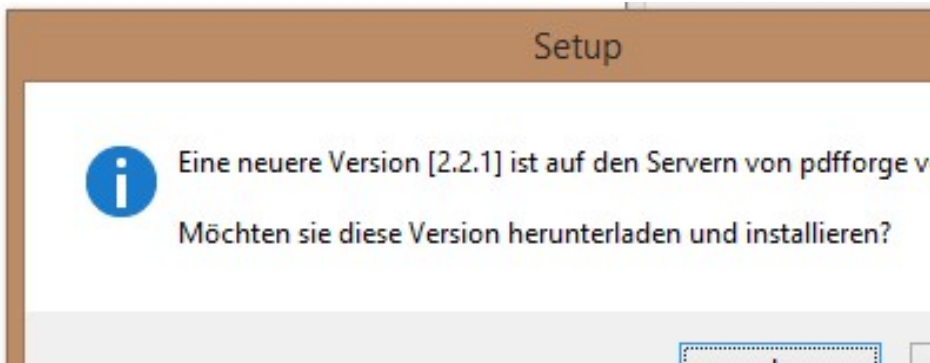 Setup
Eine neuere Version [2.2.1] ist auf den Servern von pdfforge
Möchten sie diese Version herunterladen und installieren?